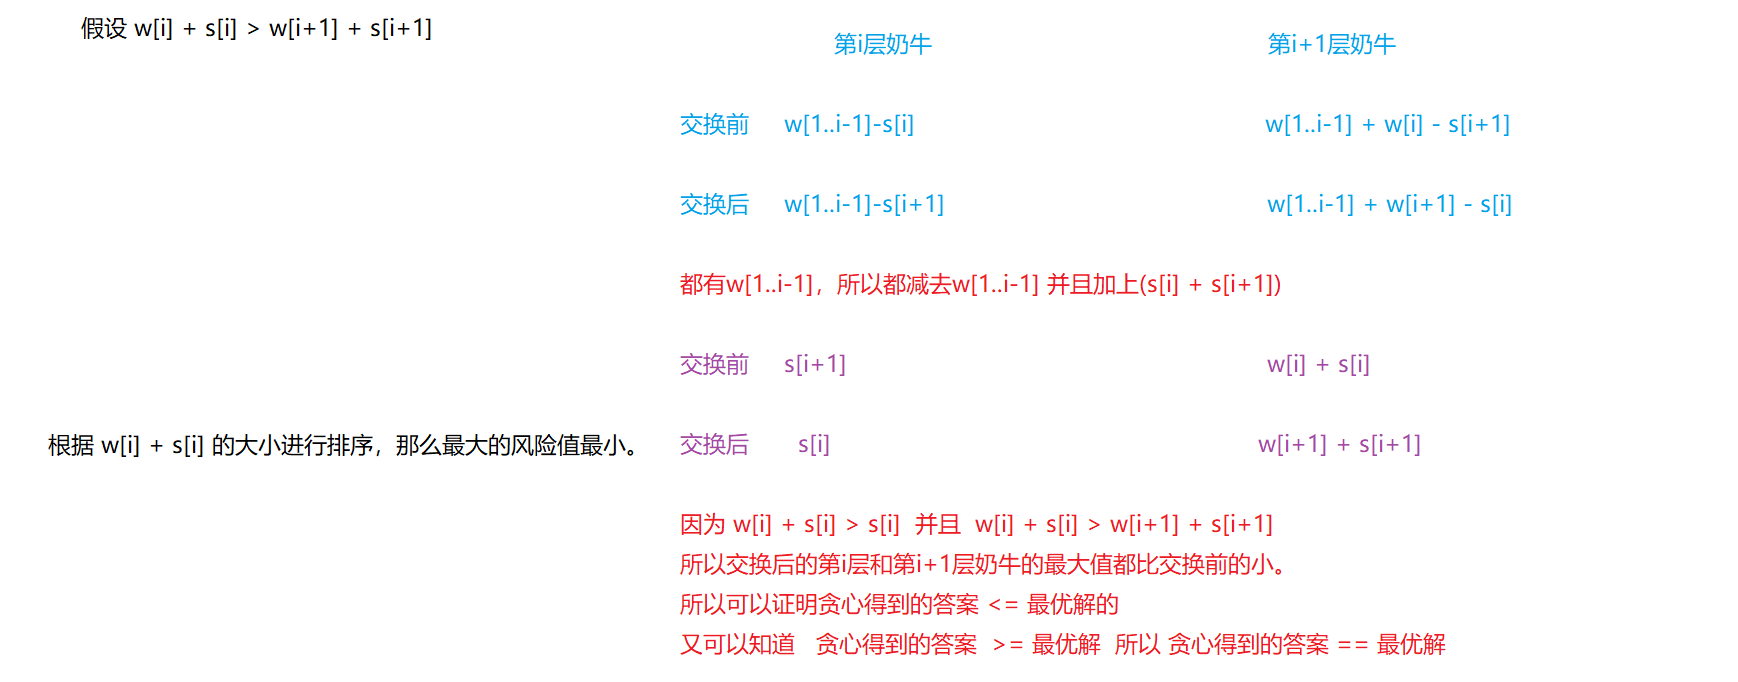 假设 w[i] + s[i] > w[i+1] + s[i+1]
第i层奶牛 第i+1层奶牛
交换前 w[1..i-1]-s[i] w[1..i-1] + w[i] - s[i+1]
交换后 w[1..i-1]-s[i+1] w[1..i-1] + w[i+1] - s[i]
都有w[1..i-1]，所以都减去w[1..i-1] 并且加上(s[i] + s[i+1])
交换前 s[i+1] w[i] + s[i]
根据 w[i] + s[i] 的大小进行排序，那么最大的风险值最小。
交换后 s[i] w[i+1] + s[i+1]
因为 w[i] + s[i] > s[i] 并且 w[i] + s[i] > w[i+1] + s[i+1]
所以交换后的第i层和第i+1层奶牛的最大值都比交换前的小。
所以可以证明贪心得到的答案 <= 最优解的
又可以知道 贪心得到的答案 >= 最优解 所以 贪心得到的答案 == 最优解